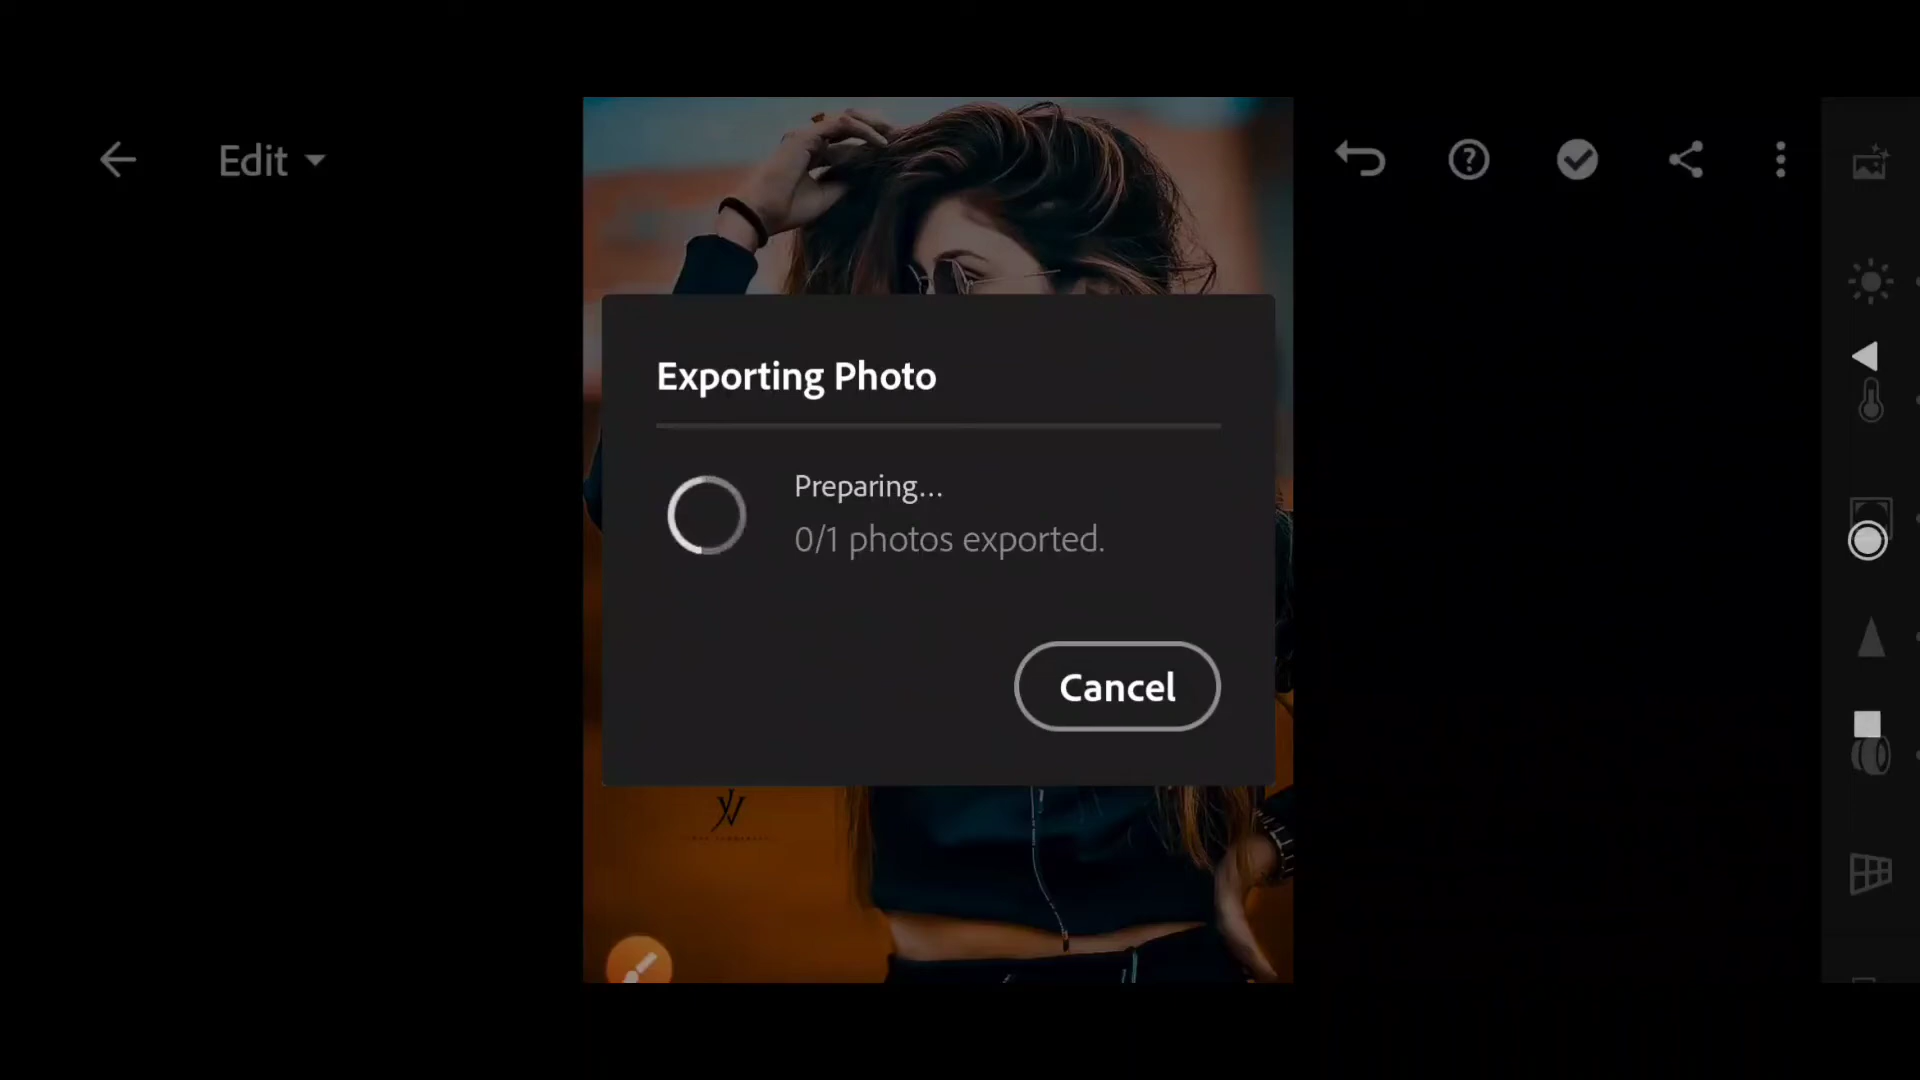 Edit
Exporting Photo
Preparing...
0/1 photos exported.
Cancel